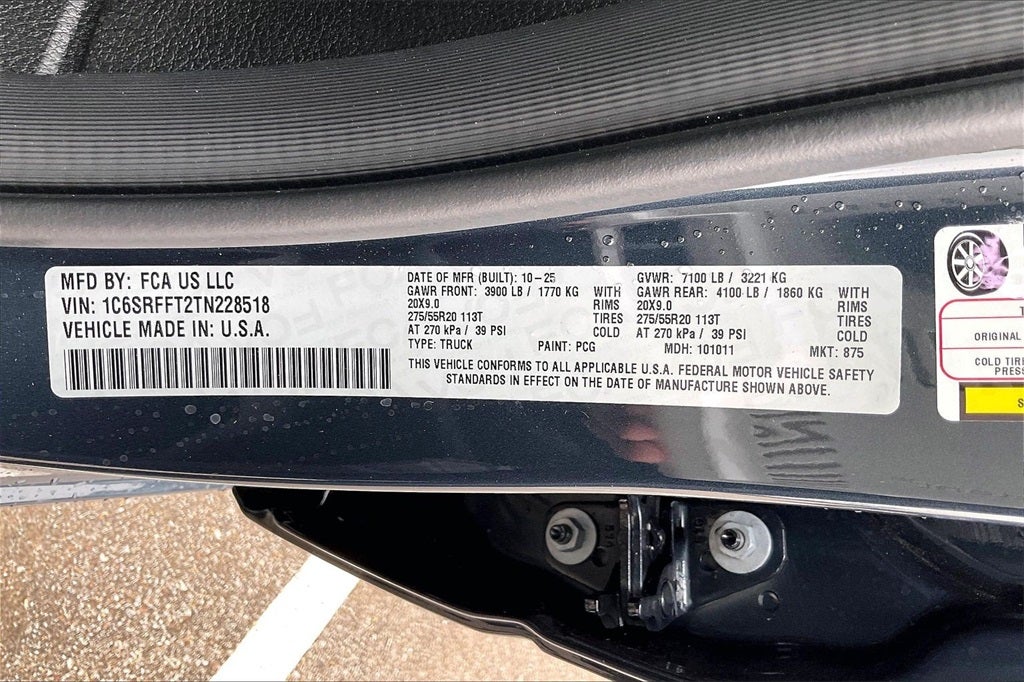 MFD BY: FCA US LLC
VIN: 1C6SRFFT2TN228518
VEHICLE MADE IN: U.S.A.
DATE OF MFR (BUILT): 10-25 GVWR: 7100 LB / 3221 KG
GAWR FRONT: 3900 LB / 1770 KG WITH GAWR REAR: 4100 LB / 1860 KG WITH
20X9.0 RIMS 20X9.0 RIMS
275/55R20 113T TIRES 275/55R20 113T TIRES
AT 270 kPa / 39 PSI COLD AT 270 kPa / 39 PSI COLD
TYPE: TRUCK PAINT: PCG MDH: 101011 MKT: 875
THIS VEHICLE CONFORMS TO ALL APPLICABLE U.S.A. FEDERAL MOTOR VEHICLE SAFETY
STANDARDS IN EFFECT ON THE DATE OF MANUFACTURE SHOWN ABOVE.
ORIGINAL
COLD TIRE
PRESS